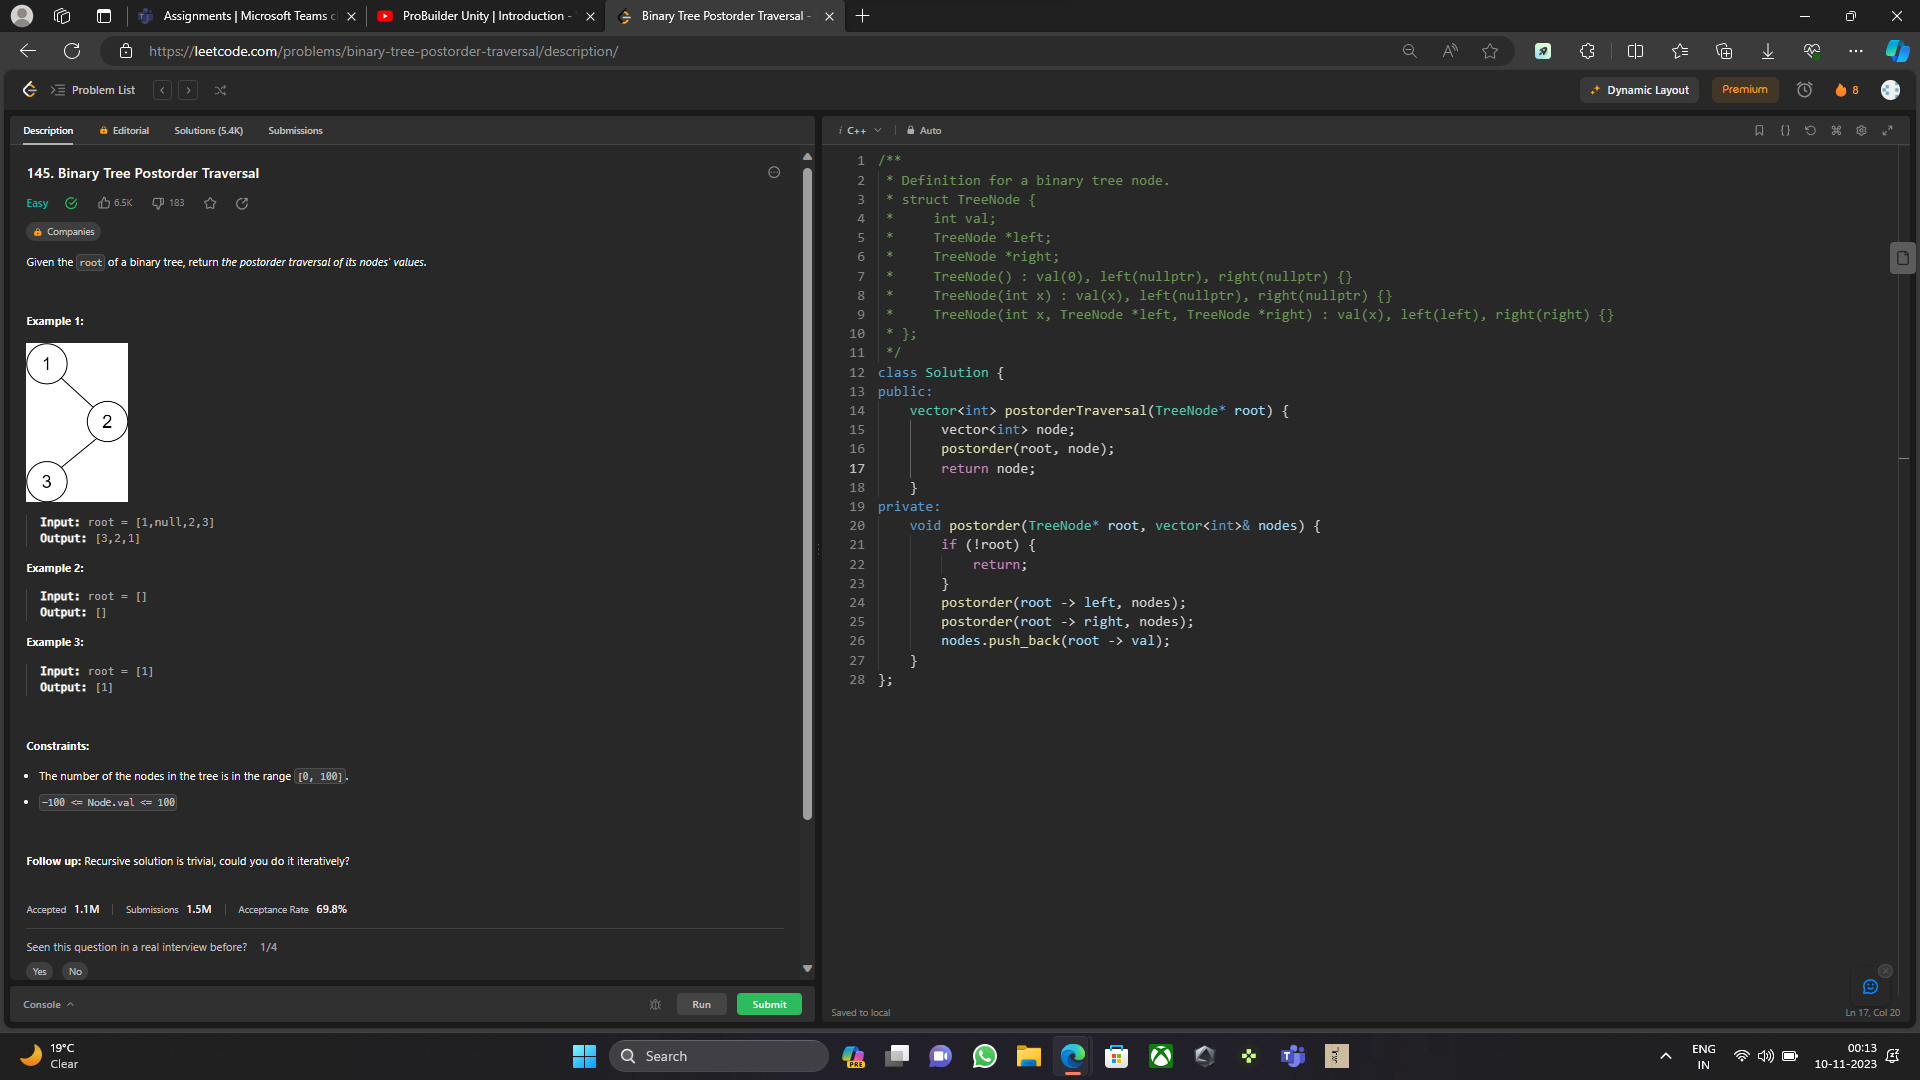 Assignments | Microsoft Teams c
ProBuilder Unity | Introduction -
Binary Tree Postorder Traversal -
https://leetcode.com/problems/binary-tree-postorder-traversal/description/
Problem List
Dynamic Layout
Premium
8
Description
Editorial
Solutions (5.4K)
Submissions
145. Binary Tree Postorder Traversal
Easy
6.5K
183
Companies
Given the root of a binary tree, return the postorder traversal of its nodes' values.
Example 1:
1
2
3
Input: root = [1,null,2,3]
Output: [3,2,1]
Example 2:
Input: root = []
Output: []
Example 3:
Input: root = [1]
Output: [1]
Constraints:
• The number of the nodes in the tree is in the range [0, 100].
• -100 <= Node.val <= 100
Follow up: Recursive solution is trivial, could you do it iteratively?
Accepted 1.1M
Submissions 1.5M
Acceptance Rate 69.8%
Seen this question in a real interview before? 1/4
Yes
No
Console
Run
Submit
i C++
Auto
1 /**
2 * Definition for a binary tree node.
3 * struct TreeNode {
4 * int val;
5 * TreeNode *left;
6 * TreeNode *right;
7 * TreeNode() : val(0), left(nullptr), right(nullptr) {}
8 * TreeNode(int x) : val(x), left(nullptr), right(nullptr) {}
9 * TreeNode(int x, TreeNode *left, TreeNode *right) : val(x), left(left), right(right) {}
10 * };
11 */
12 class Solution {
13 public:
14 vector<int> postorderTraversal(TreeNode* root) {
15 vector<int> node;
16 postorder(root, node);
17 return node;
18 }
19 private:
20 void postorder(TreeNode* root, vector<int>& nodes) {
21 if (!root) {
22 return;
23 }
24 postorder(root -> left, nodes);
25 postorder(root -> right, nodes);
26 nodes.push_back(root -> val);
27 }
28 };
Saved to local
Ln 17, Col 20
19°C
Clear
Search
PRE
ENG
IN
00:13
10-11-2023